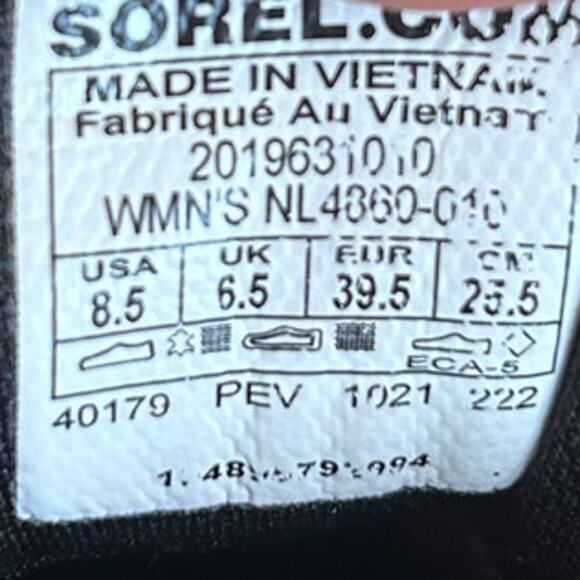 SOREL.COM
MADE IN VIETNAM.
Fabriqué Au Vietnam
2019631010
WMN'S NL4860-010
USA UK EUR CM
8.5 6.5 39.5 25.5
ECA-5
40179 PEV 1021 222